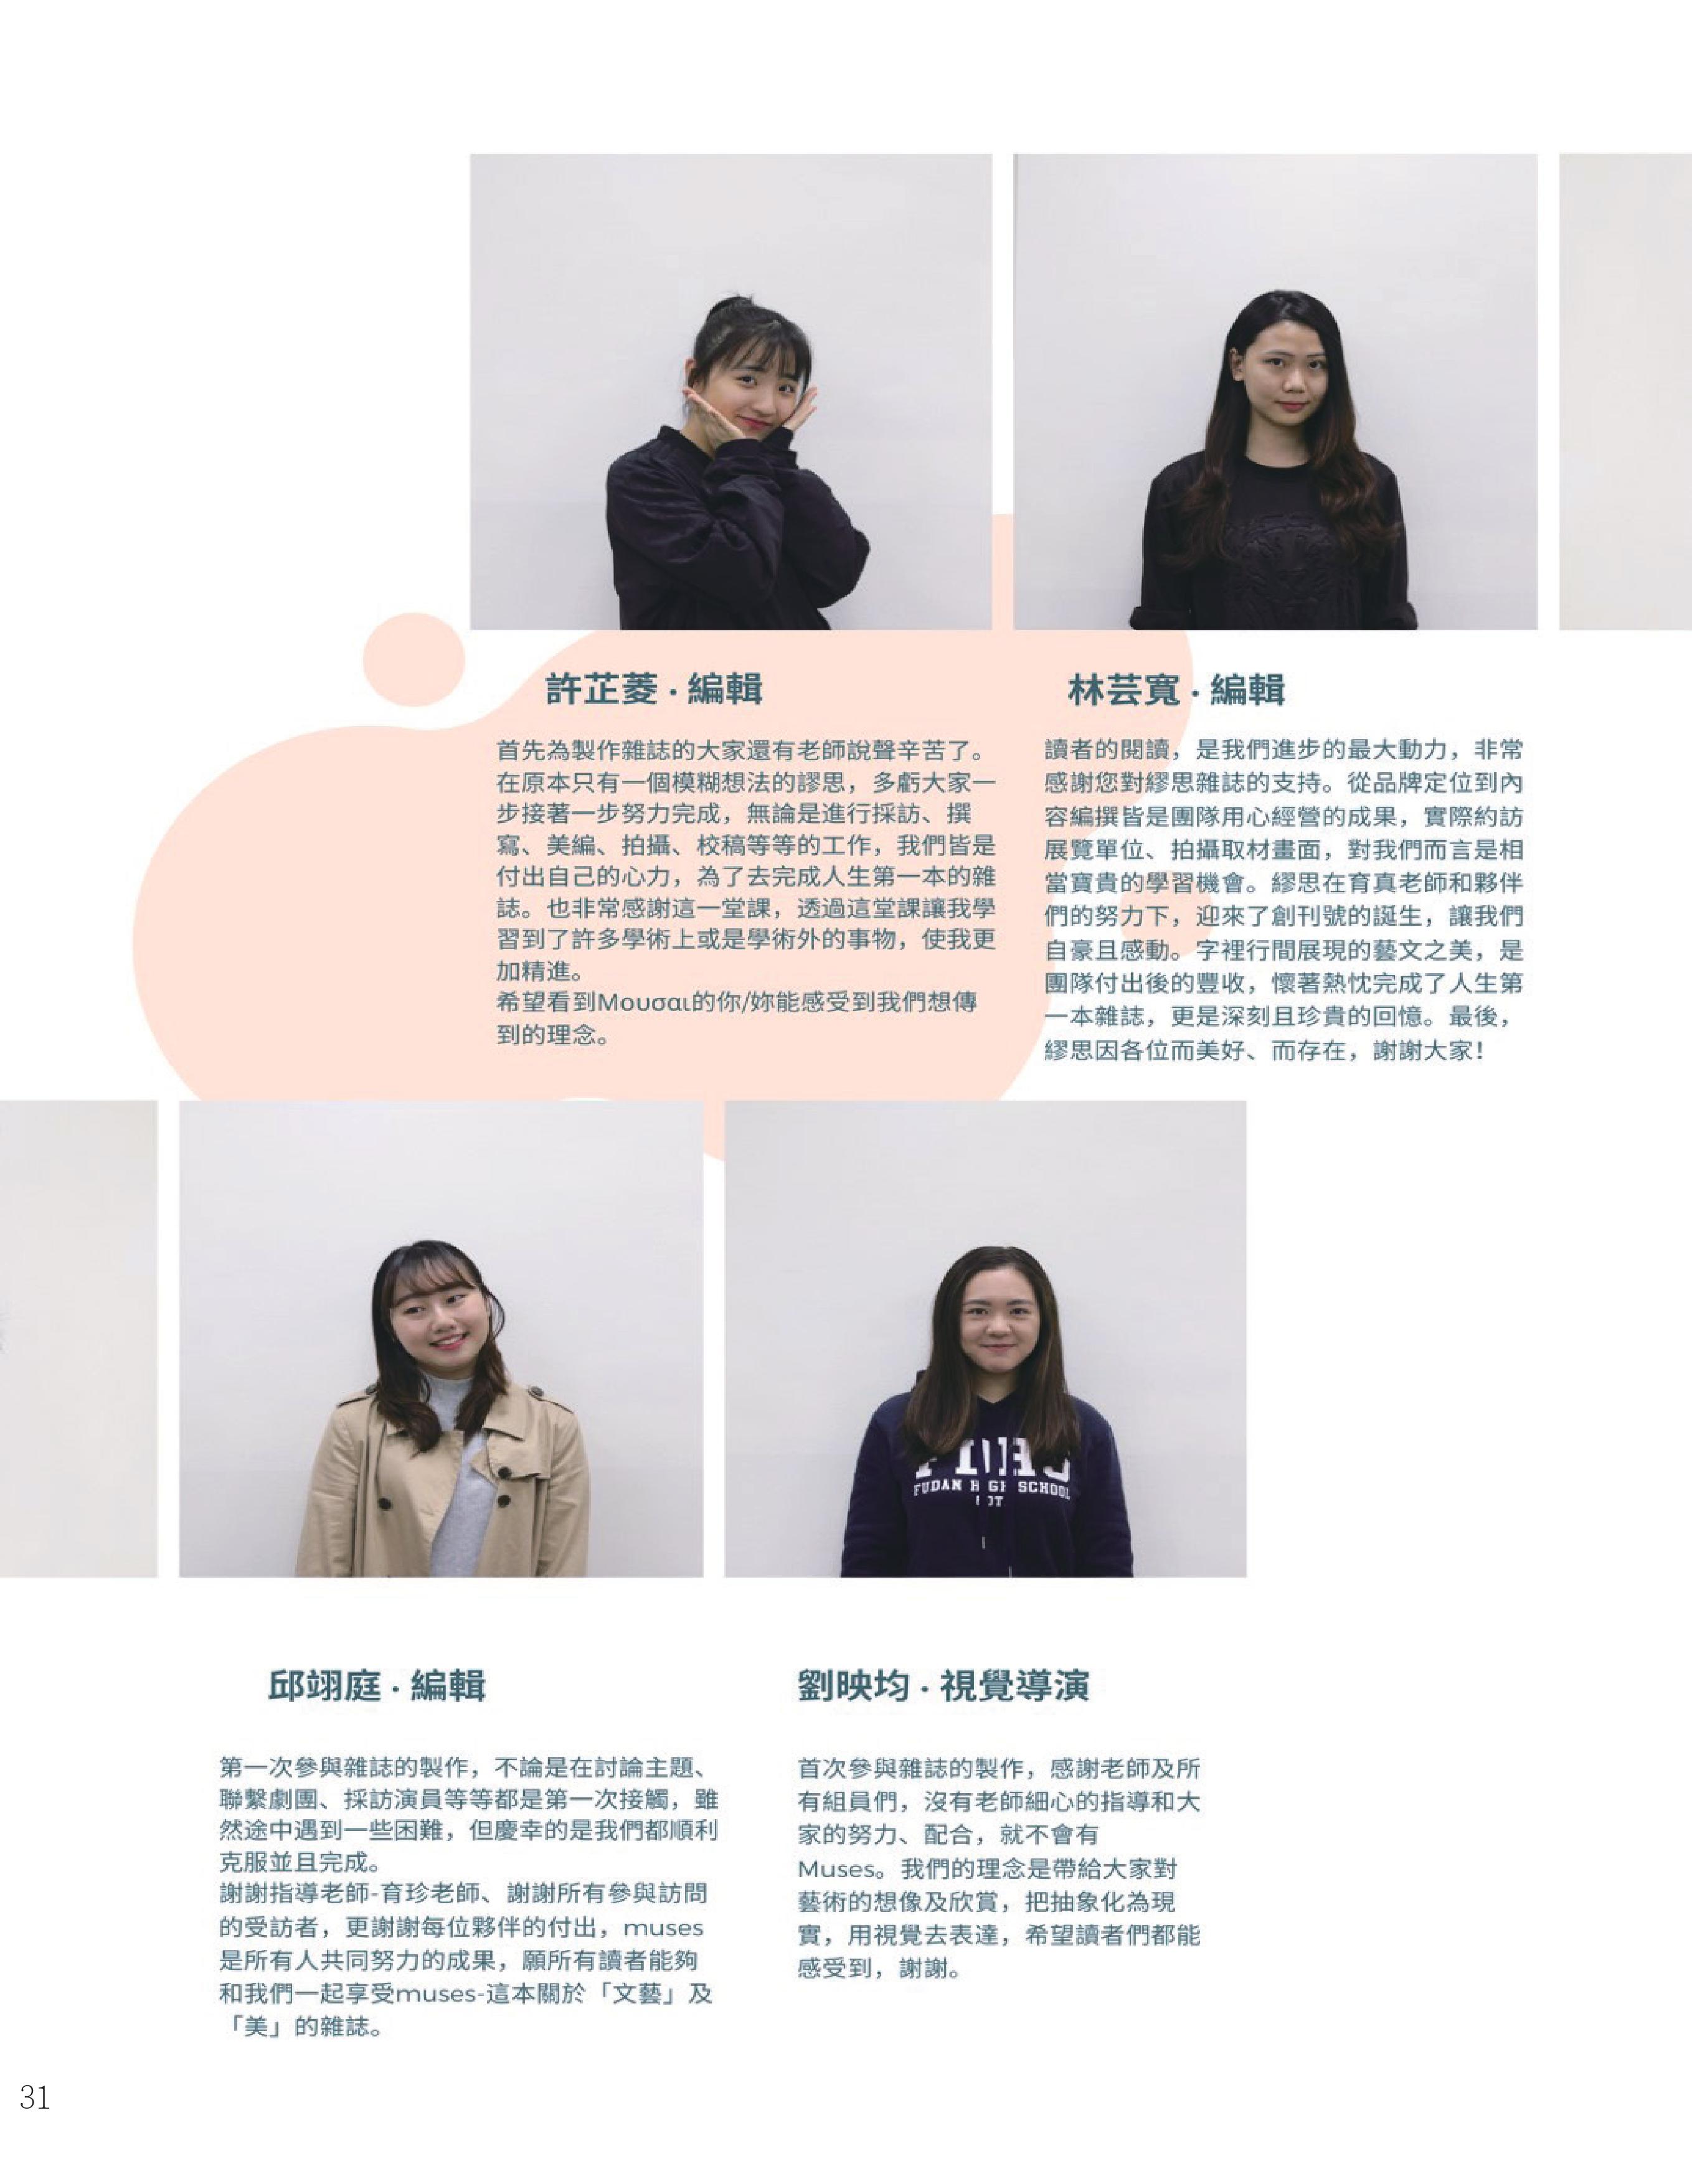 許芷菱 · 編輯
首先為製作雜誌的大家還有老師說聲辛苦了。
在原本只有一個模糊想法的謬思，多虧大家一
步接著一步努力完成，無論是進行採訪、撰
寫、美編、拍攝、校稿等等的工作，我們皆是
付出自己的心力，為了去完成人生第一本的雜
誌。也非常感謝這一堂課，透過這堂課讓我學
習到了許多學術上或是學術外的事物，使我更
加精進。
希望看到Μουσαι的你/妳能感受到我們想傳
到的理念。
林芸寬 · 編輯
讀者的閱讀，是我們進步的最大動力，非常
感謝您對繆思雜誌的支持。從品牌定位到內
容編撰皆是團隊用心經營的成果，實際約訪
展覽單位、拍攝取材畫面，對我們而言是相
當寶貴的學習機會。繆思在育真老師和夥伴
們的努力下，迎來了創刊號的誕生，讓我們
自豪且感動。字裡行間展現的藝文之美，是
團隊付出後的豐收，懷著熱忱完成了人生第
一本雜誌，更是深刻且珍貴的回憶。最後，
繆思因各位而美好、而存在，謝謝大家！
FUDAN HIGH SCHOOL
邱翊庭 · 編輯
第一次參與雜誌的製作，不論是在討論主題、
聯繫劇團、採訪演員等等都是第一次接觸，雖
然途中遇到一些困難，但慶幸的是我們都順利
克服並且完成。
謝謝指導老師-育珍老師、謝謝所有參與訪問
的受訪者，更謝謝每位夥伴的付出，muses
是所有人共同努力的成果，願所有讀者能夠
和我們一起享受muses-這本關於「文藝」及
「美」的雜誌。
劉映均 · 視覺導演
首次參與雜誌的製作，感謝老師及所
有組員們，沒有老師細心的指導和大
家的努力、配合，就不會有
Muses。我們的理念是帶給大家對
藝術的想像及欣賞，把抽象化為現
實，用視覺去表達，希望讀者們都能
感受到，謝謝。
31